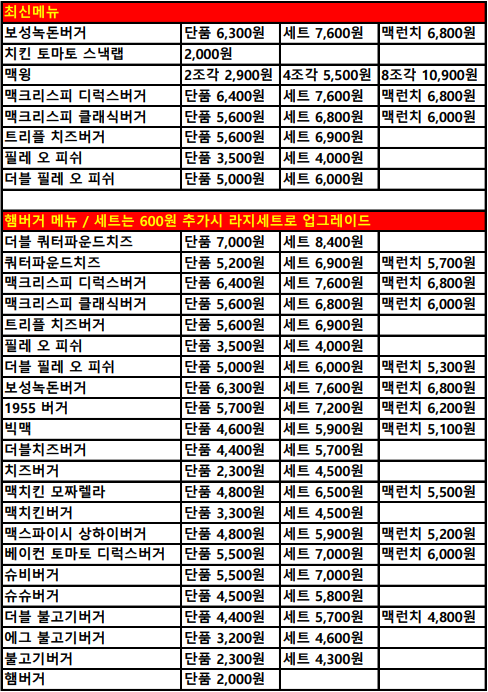 최신메뉴
보성녹돈버거 단품 6,300원 세트 7,600원 맥런치 6,800원
치킨 토마토 스낵랩 2,000원
맥윙 2조각 2,900원 4조각 5,500원 8조각 10,900원
맥크리스피 디럭스버거 단품 6,400원 세트 7,600원 맥런치 6,800원
맥크리스피 클래식버거 단품 5,600원 세트 6,800원 맥런치 6,000원
트리플 치즈버거 단품 5,600원 세트 6,900원
필레 오 피쉬 단품 3,500원 세트 4,000원
더블 필레 오 피쉬 단품 5,000원 세트 6,000원
햄버거 메뉴 / 세트는 600원 추가시 라지세트로 업그레이드
더블 쿼터파운드치즈 단품 7,000원 세트 8,400원
쿼터파운드치즈 단품 5,200원 세트 6,900원 맥런치 5,700원
맥크리스피 디럭스버거 단품 6,400원 세트 7,600원 맥런치 6,800원
맥크리스피 클래식버거 단품 5,600원 세트 6,800원 맥런치 6,000원
트리플 치즈버거 단품 5,600원 세트 6,900원
필레 오 피쉬 단품 3,500원 세트 4,000원
더블 필레 오 피쉬 단품 5,000원 세트 6,000원 맥런치 5,300원
보성녹돈버거 단품 6,300원 세트 7,600원 맥런치 6,800원
1955 버거 단품 5,700원 세트 7,200원 맥런치 6,200원
빅맥 단품 4,600원 세트 5,900원 맥런치 5,100원
더블치즈버거 단품 4,400원 세트 5,700원
치즈버거 단품 2,300원 세트 4,500원
맥치킨 모짜렐라 단품 4,800원 세트 6,500원 맥런치 5,500원
맥치킨버거 단품 3,300원 세트 4,500원
맥스파이시 상하이버거 단품 4,800원 세트 5,900원 맥런치 5,200원
베이컨 토마토 디럭스버거 단품 5,500원 세트 7,000원 맥런치 6,000원
슈비버거 단품 5,500원 세트 7,000원
슈슈버거 단품 4,500원 세트 5,800원
더블 불고기버거 단품 4,400원 세트 5,700원 맥런치 4,800원
에그 불고기버거 단품 3,200원 세트 4,600원
불고기버거 단품 2,300원 세트 4,300원
햄버거 단품 2,000원